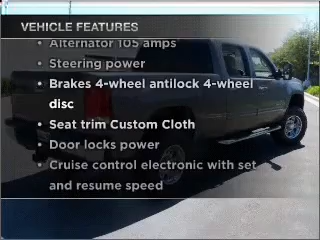 VEHICLE FEATURES
• Alternator 105 amps
• Steering power
• Brakes 4-wheel antilock 4-wheel
disc
• Seat trim Custom Cloth
• Door locks power
• Cruise control electronic with set
and resume speed